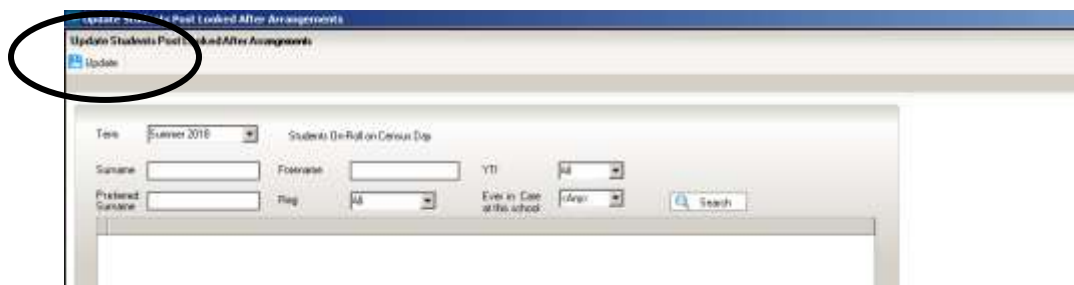 Update Students Post Looked After Arrangements
Update Students Post Looked After Arrangements
Update
Term Summer 2018 Students On-Roll on Census Day
Surname Forename YTI All
Preferred Surname Reg All Ever in Care at this school <Any> Search